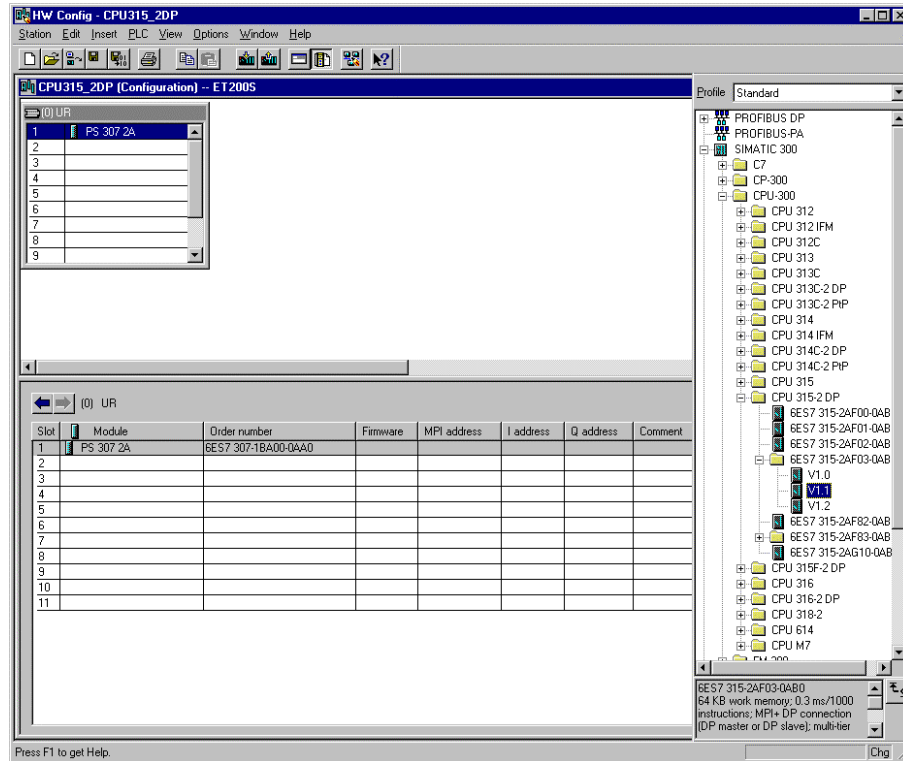 HW Config - CPU315_2DP
Station Edit Insert PLC View Options Window Help
CPU315_2DP (Configuration) -- ET200S
(0) UR
1 PS 307 2A
2
3
4
5
6
7
8
9
(0) UR
Slot Module Order number Firmware MPI address I address Q address Comment
1 PS 307 2A 6ES7 307-1BA00-0AA0
2
3
4
5
6
7
8
9
10
11
Profile Standard
PROFIBUS DP
PROFIBUS-PA
SIMATIC 300
C7
CP-300
CPU-300
CPU 312
CPU 312 IFM
CPU 312C
CPU 313
CPU 313C
CPU 313C-2 DP
CPU 313C-2 PtP
CPU 314
CPU 314 IFM
CPU 314C-2 DP
CPU 314C-2 PtP
CPU 315
CPU 315-2 DP
6ES7 315-2AF00-0AB
6ES7 315-2AF01-0AB
6ES7 315-2AF02-0AB
6ES7 315-2AF03-0AB
V1.0
V1.1
V1.2
6ES7 315-2AF82-0AB
6ES7 315-2AF83-0AB
6ES7 315-2AG10-0AB
CPU 315F-2 DP
CPU 316
CPU 316-2 DP
CPU 318-2
CPU 614
CPU M7
6ES7 315-2AF03-0AB0
64 KB work memory; 0.3 ms/1000
instructions; MPI+ DP connection
(DP master or DP slave); multi-tier
Press F1 to get Help.
Chg